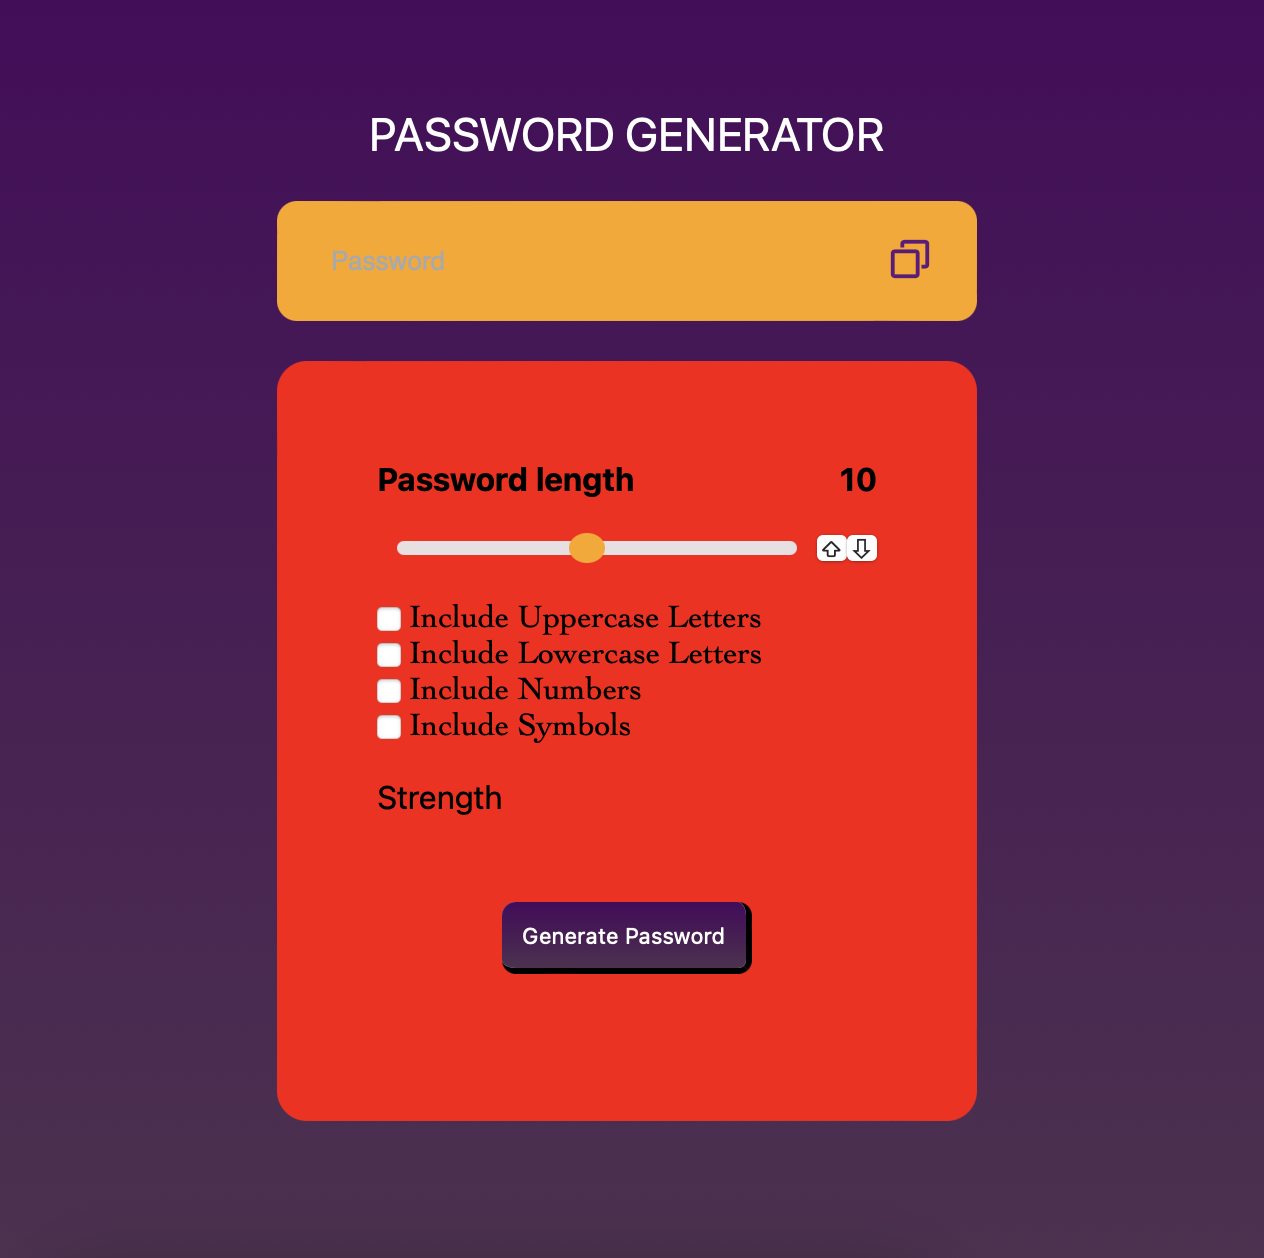 PASSWORD GENERATOR
Password
Password length 10
Include Uppercase Letters
Include Lowercase Letters
Include Numbers
Include Symbols
Strength
Generate Password